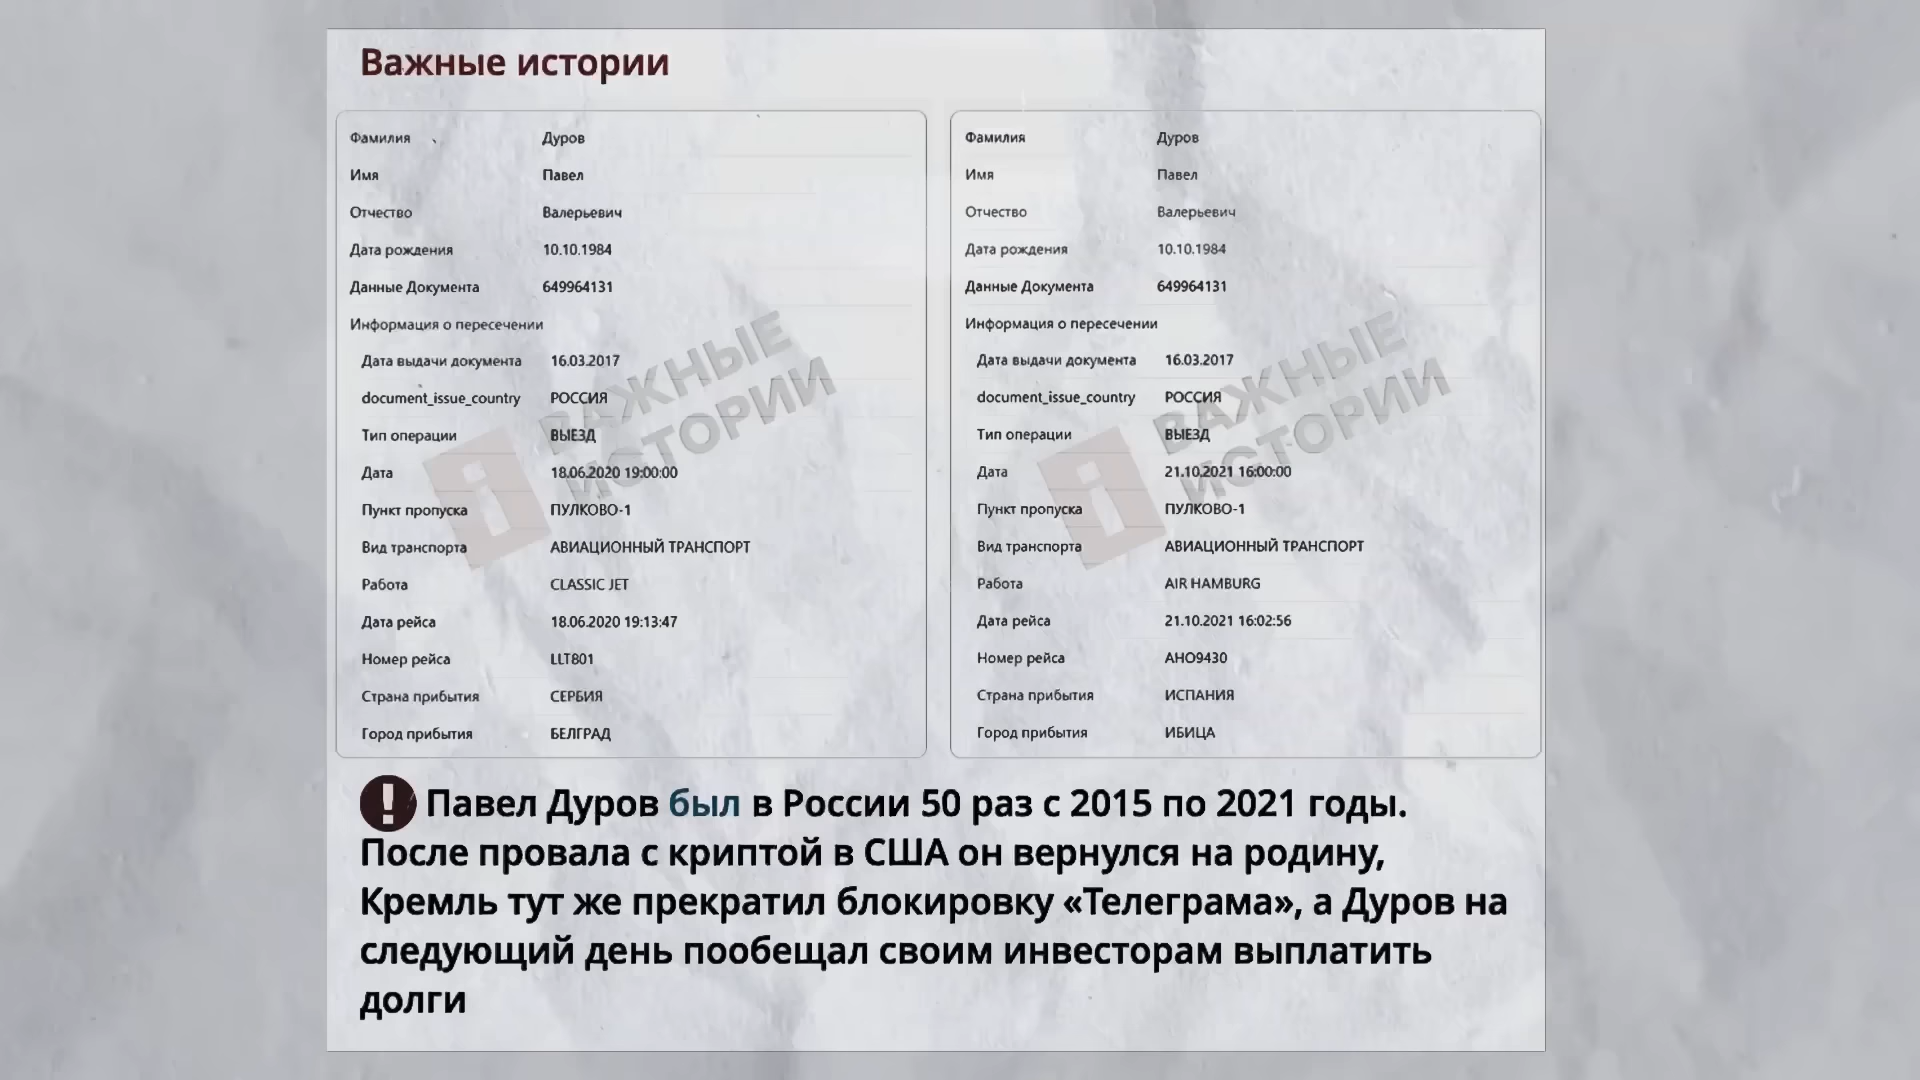 Важные истории
Фамилия Дуров
Имя Павел
Отчество Валерьевич
Дата рождения 10.10.1984
Данные Документа 649964131
Информация о пересечении
Дата выдачи документа 16.03.2017
document_issue_country РОССИЯ
Тип операции ВЫЕЗД
Дата 18.06.2020 19:00:00
Пункт пропуска ПУЛКОВО-1
Вид транспорта АВИАЦИОННЫЙ ТРАНСПОРТ
Работа CLASSIC JET
Дата рейса 18.06.2020 19:13:47
Номер рейса LLT801
Страна прибытия СЕРБИЯ
Город прибытия БЕЛГРАД
ВАЖНЫЕ
ИСТОРИИ
Фамилия Дуров
Имя Павел
Отчество Валерьевич
Дата рождения 10.10.1984
Данные Документа 649964131
Информация о пересечении
Дата выдачи документа 16.03.2017
document_issue_country РОССИЯ
Тип операции ВЫЕЗД
Дата 21.10.2021 16:00:00
Пункт пропуска ПУЛКОВО-1
Вид транспорта АВИАЦИОННЫЙ ТРАНСПОРТ
Работа AIR HAMBURG
Дата рейса 21.10.2021 16:02:56
Номер рейса AHO9430
Страна прибытия ИСПАНИЯ
Город прибытия ИБИЦА
ВАЖНЫЕ
ИСТОРИИ
Павел Дуров был в России 50 раз с 2015 по 2021 годы.
После провала с криптой в США он вернулся на родину,
Кремль тут же прекратил блокировку «Телеграма», а Дуров на
следующий день пообещал своим инвесторам выплатить
долги